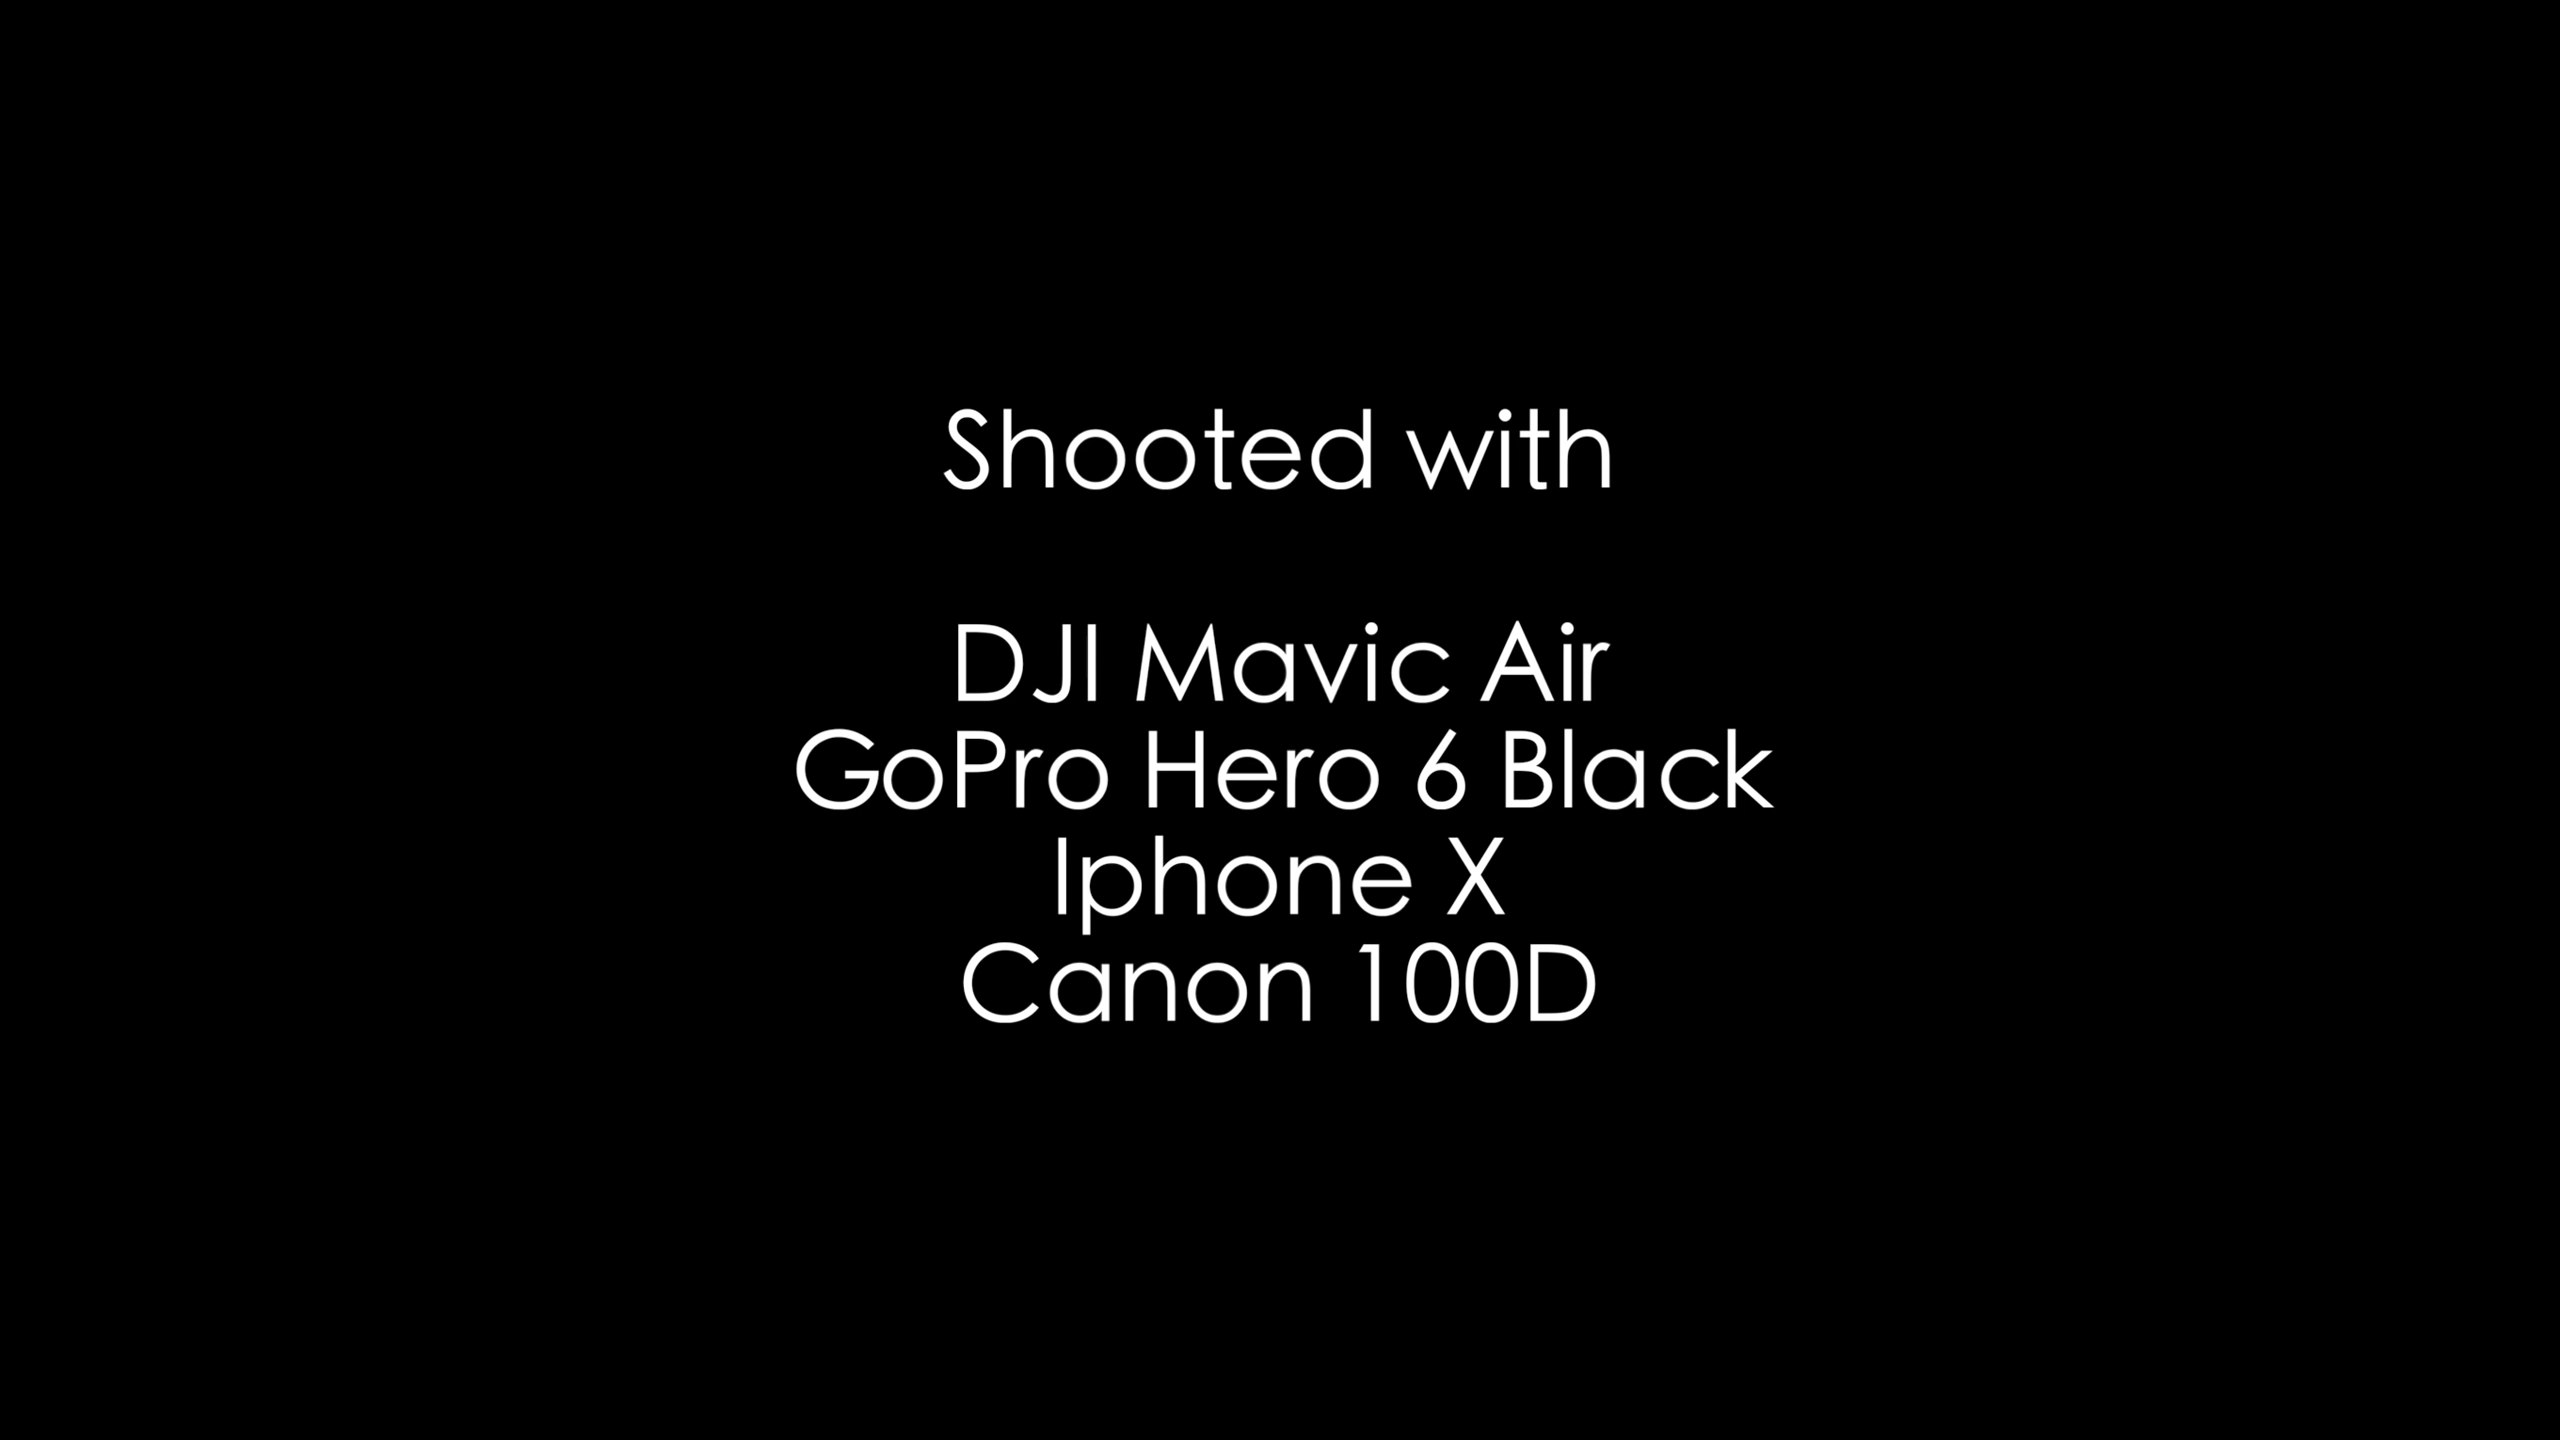 Shooted with
DJI Mavic Air
GoPro Hero 6 Black
Iphone X
Canon 100D